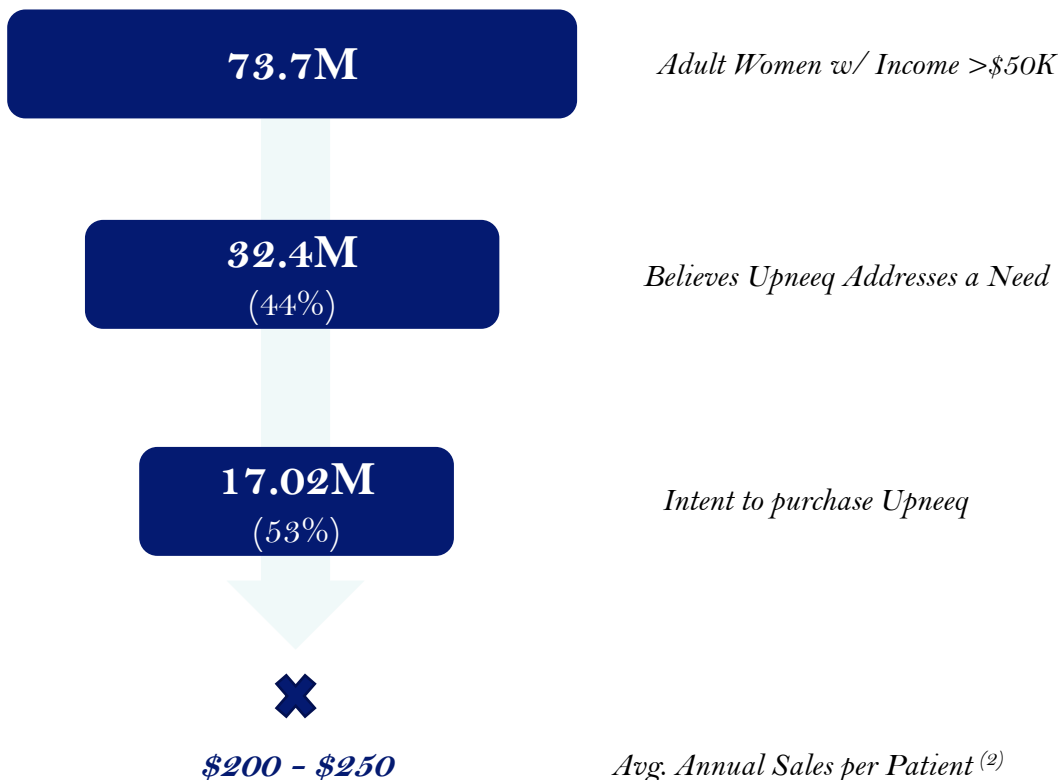 73.7M
Adult Women w/ Income >$50K
32.4M
(44%)
Believes Upneeq Addresses a Need
17.02M
(53%)
Intent to purchase Upneeq
$200 - $250
Avg. Annual Sales per Patient (2)